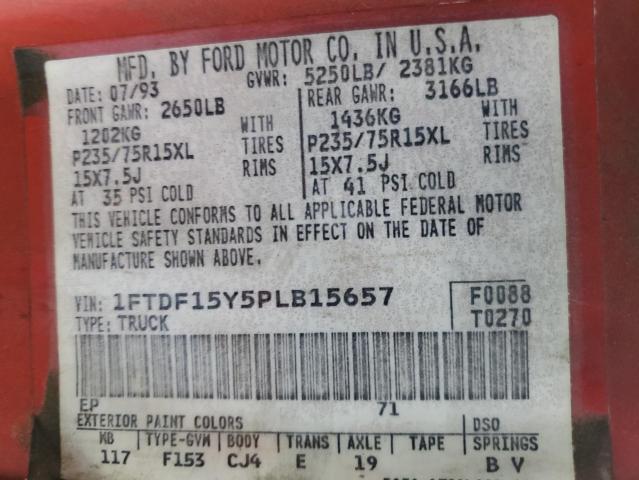 MFD. BY FORD MOTOR CO. IN U.S.A.
DATE: 07/93 GVWR: 5250LB/ 2381KG
FRONT GAWR: 2650LB REAR GAWR: 3166LB
1202KG WITH 1436KG WITH
P235/75R15XL TIRES P235/75R15XL TIRES
15X7.5J RIMS 15X7.5J RIMS
AT 35 PSI COLD AT 41 PSI COLD
THIS VEHICLE CONFORMS TO ALL APPLICABLE FEDERAL MOTOR
VEHICLE SAFETY STANDARDS IN EFFECT ON THE DATE OF
MANUFACTURE SHOWN ABOVE.
VIN: 1FTDF15Y5PLB15657 F0088
TYPE: TRUCK T0270
EP 71
EXTERIOR PAINT COLORS DSO
WB TYPE-GVW BODY TRANS AXLE TAPE SPRINGS
117 F153 CJ4 E 19 B V